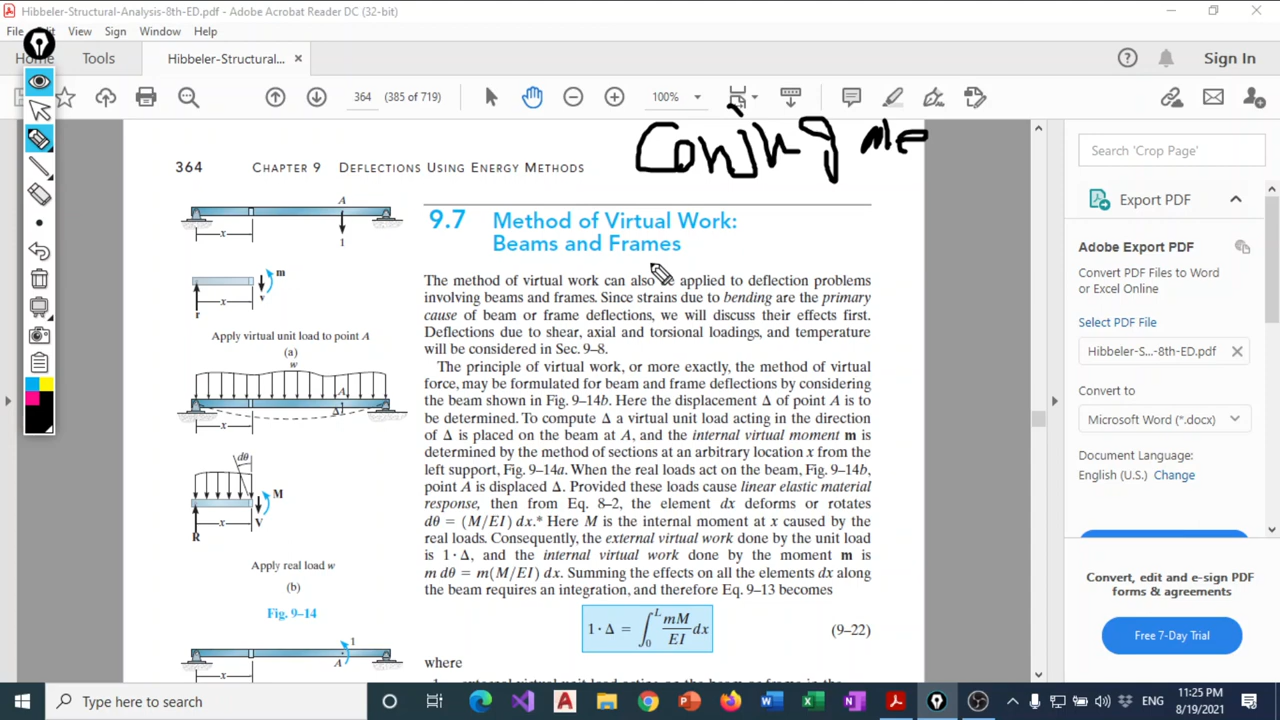 Hibbeler-Structural-Analysis-8th-ED.pdf - Adobe Acrobat Reader DC (32-bit)
File View Sign Window Help
Tools Hibbeler-Structural... × Sign In
364 (385 of 719) 100%
364 CHAPTER 9 DEFLECTIONS USING ENERGY METHODS
me
9.7 Method of Virtual Work:
Beams and Frames
The method of virtual work can also be applied to deflection problems
involving beams and frames. Since strains due to bending are the primary
cause of beam or frame deflections, we will discuss their effects first.
Deflections due to shear, axial and torsional loadings, and temperature
will be considered in Sec. 9–8.
The principle of virtual work, or more exactly, the method of virtual
force, may be formulated for beam and frame deflections by considering
the beam shown in Fig. 9–14b. Here the displacement Δ of point A is to
be determined. To compute Δ a virtual unit load acting in the direction
of Δ is placed on the beam at A, and the internal virtual moment m is
determined by the method of sections at an arbitrary location x from the
left support, Fig. 9–14a. When the real loads act on the beam, Fig. 9–14b,
point A is displaced Δ. Provided these loads cause linear elastic material
response, then from Eq. 8–2, the element dx deforms or rotates
dθ = (M/EI) dx.* Here M is the internal moment at x caused by the
real loads. Consequently, the external virtual work done by the unit load
is 1·Δ, and the internal virtual work done by the moment m is
m dθ = m(M/EI) dx. Summing the effects on all the elements dx along
the beam requires an integration, and therefore Eq. 9–13 becomes
1·Δ = ∫₀ᴸ mM/EI dx (9–22)
where
A
x
1
m
v
x
r
Apply virtual unit load to point A
(a)
w
A
Δ
x
dθ
M
x
V
R
Apply real load w
(b)
Fig. 9–14
1
A
x
Search 'Crop Page'
Export PDF
Adobe Export PDF
Convert PDF Files to Word
or Excel Online
Select PDF File
Hibbeler-S...-8th-ED.pdf ×
Convert to
Microsoft Word (*.docx)
Document Language:
English (U.S.) Change
Convert, edit and e-sign PDF
forms & agreements
Free 7-Day Trial
Type here to search
ENG
11:25 PM
8/19/2021